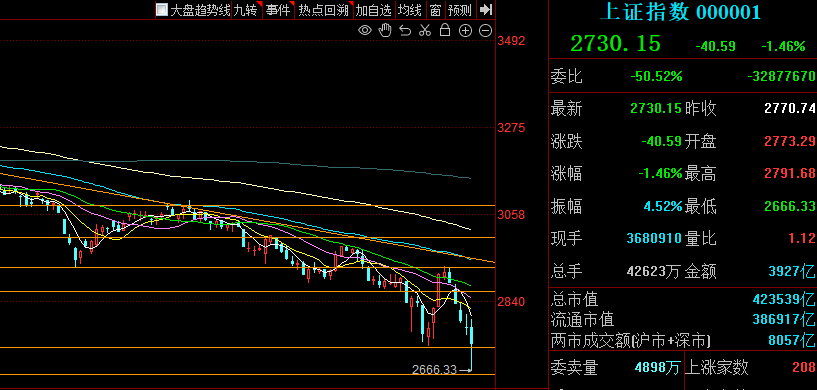 大盘趋势线 九转 事件 热点回溯 加自选 均线 窗 预测
3492
3275
3058
2840
2666.33
上证指数 000001
2730.15 -40.59 -1.46%
委比 -50.52% -32877670
最新 2730.15 昨收 2770.74
涨跌 -40.59 开盘 2773.29
涨幅 -1.46% 最高 2791.68
振幅 4.52% 最低 2666.33
现手 3680910 量比 1.12
总手 42623万 金额 3927亿
总市值 423539亿
流通市值 386917亿
两市成交额(沪市+深市) 8057亿
委卖量 4898万 上涨家数 208